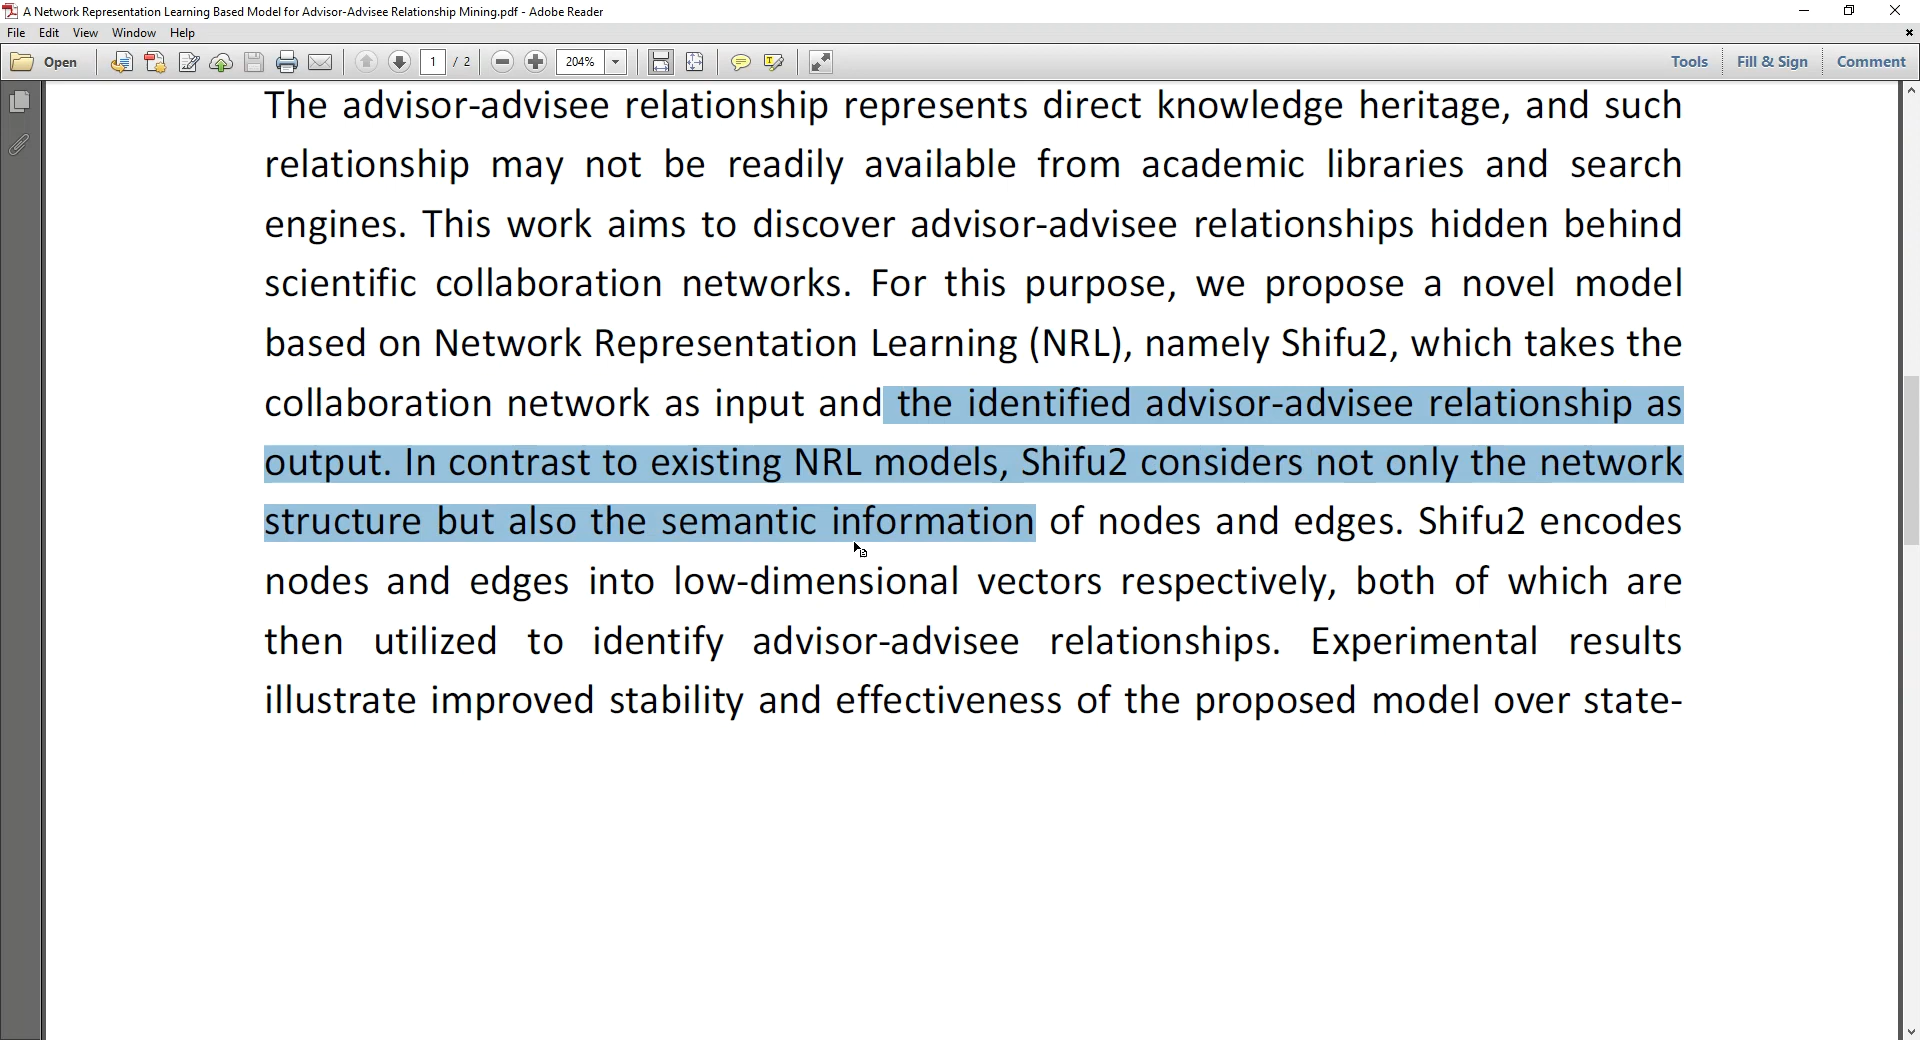 A Network Representation Learning Based Model for Advisor-Advisee Relationship Mining.pdf - Adobe Reader
File Edit View Window Help
Open 1 / 2 204% Tools Fill & Sign Comment
The advisor-advisee relationship represents direct knowledge heritage, and such
relationship may not be readily available from academic libraries and search
engines. This work aims to discover advisor-advisee relationships hidden behind
scientific collaboration networks. For this purpose, we propose a novel model
based on Network Representation Learning (NRL), namely Shifu2, which takes the
collaboration network as input and the identified advisor-advisee relationship as
output. In contrast to existing NRL models, Shifu2 considers not only the network
structure but also the semantic information of nodes and edges. Shifu2 encodes
nodes and edges into low-dimensional vectors respectively, both of which are
then utilized to identify advisor-advisee relationships. Experimental results
illustrate improved stability and effectiveness of the proposed model over state-